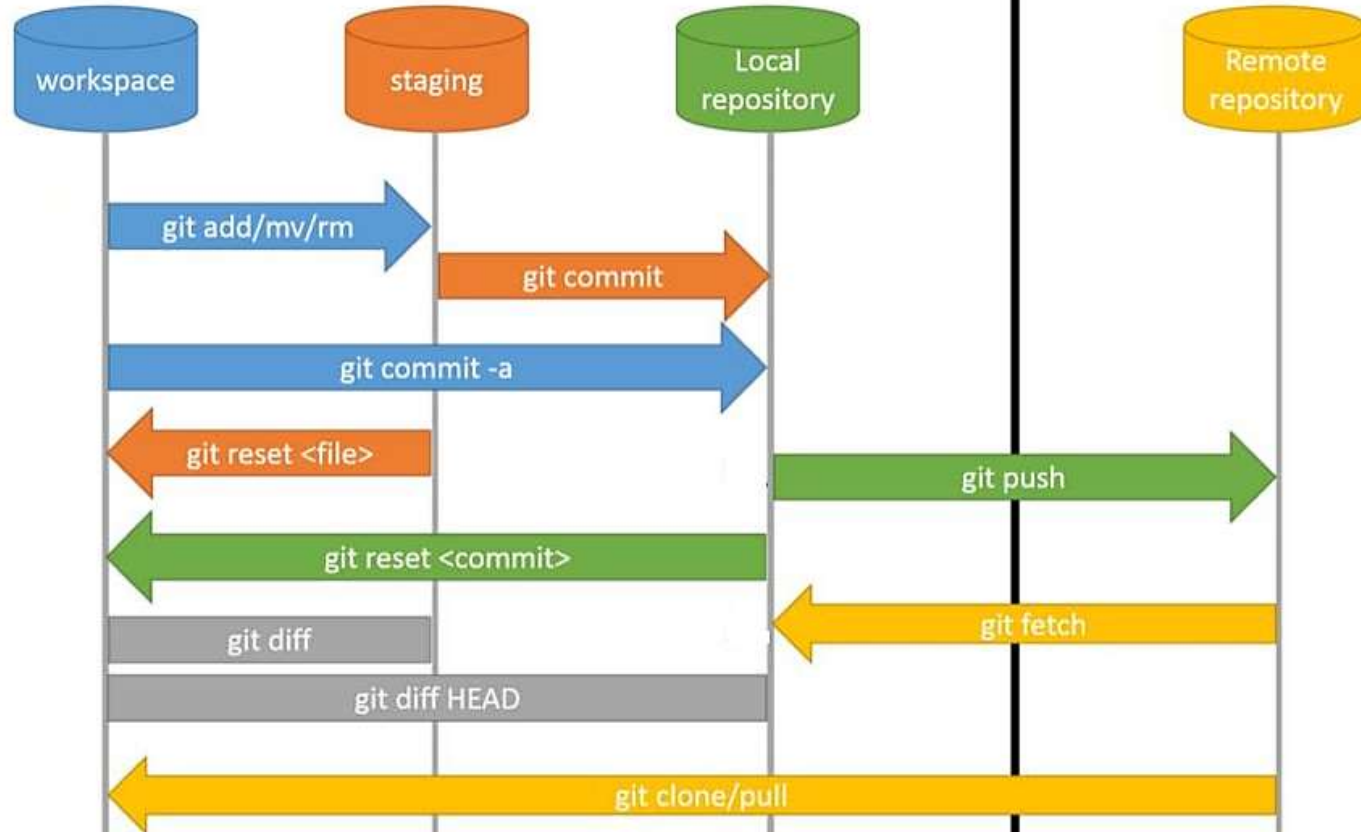 workspace
staging
Local
repository
Remote
repository
git add/mv/rm
git commit
git commit -a
git reset <file>
git push
git reset <commit>
git fetch
git diff
git diff HEAD
git clone/pull